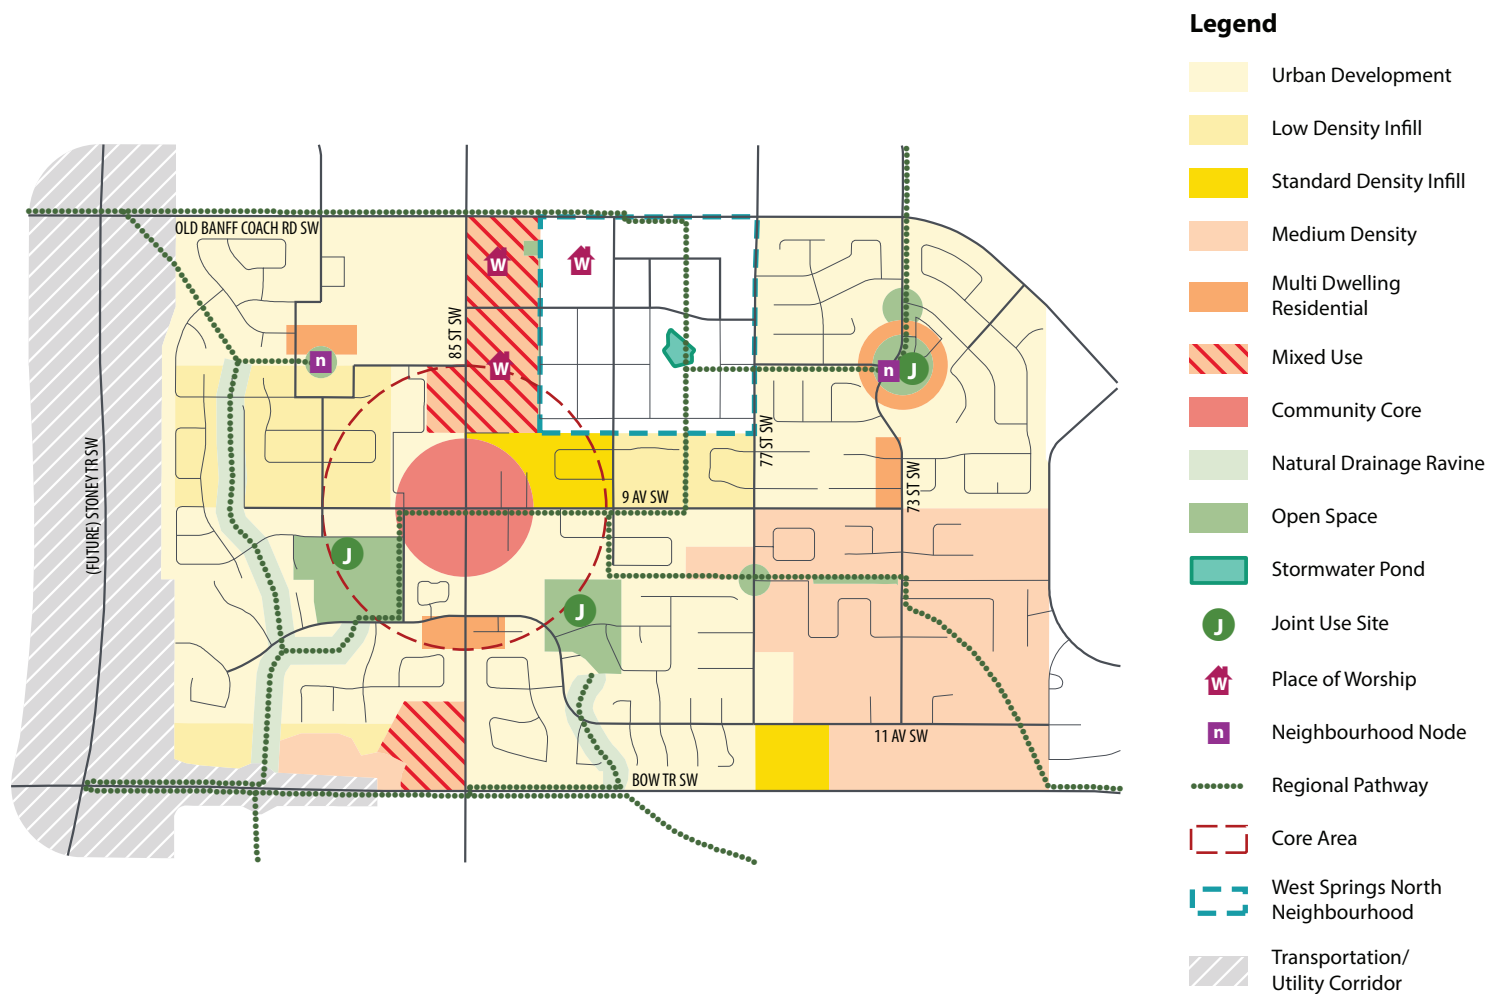 Legend
Urban Development
Low Density Infill
Standard Density Infill
Medium Density
Multi Dwelling
Residential
Mixed Use
Community Core
Natural Drainage Ravine
Open Space
Stormwater Pond
J
Joint Use Site
W
Place of Worship
n
Neighbourhood Node
Regional Pathway
Core Area
West Springs North
Neighbourhood
Transportation/
Utility Corridor
OLD BANFF COACH RD SW
W
W
85 ST SW
W
n
n
J
77 ST SW
73 ST SW
(FUTURE) STONEY TR SW
9 AV SW
J
J
11 AV SW
BOW TR SW